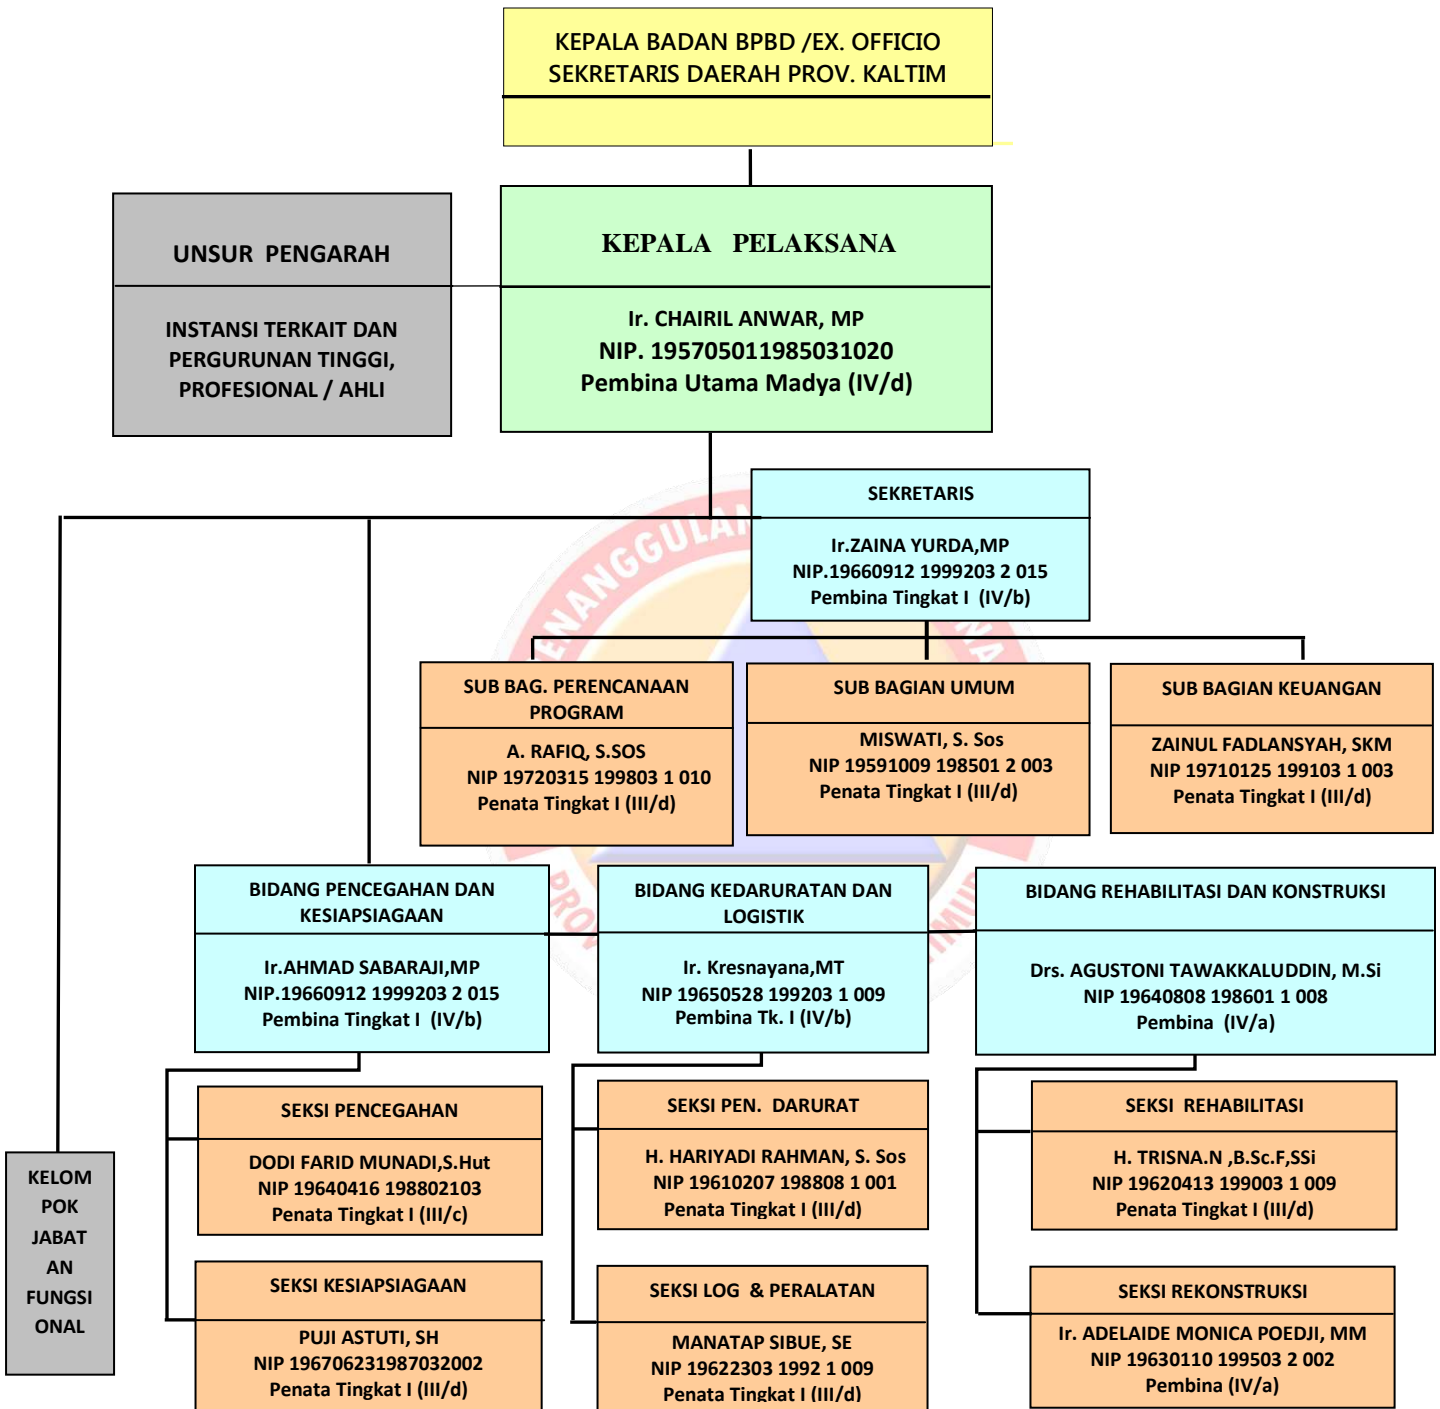 KEPALA BADAN BPBD /EX. OFFICIO
SEKRETARIS DAERAH PROV. KALTIM
UNSUR PENGARAH
INSTANSI TERKAIT DAN
PERGURUNAN TINGGI,
PROFESIONAL / AHLI
KEPALA PELAKSANA
Ir. CHAIRIL ANWAR, MP
NIP. 195705011985031020
Pembina Utama Madya (IV/d)
SEKRETARIS
Ir.ZAINA YURDA,MP
NIP.19660912 1999203 2 015
Pembina Tingkat I (IV/b)
SUB BAG. PERENCANAAN
PROGRAM
A. RAFIQ, S.SOS
NIP 19720315 199803 1 010
Penata Tingkat I (III/d)
SUB BAGIAN UMUM
MISWATI, S. Sos
NIP 19591009 198501 2 003
Penata Tingkat I (III/d)
SUB BAGIAN KEUANGAN
ZAINUL FADLANSYAH, SKM
NIP 19710125 199103 1 003
Penata Tingkat I (III/d)
BIDANG PENCEGAHAN DAN
KESIAPSIAGAAN
Ir.AHMAD SABARAJI,MP
NIP.19660912 1999203 2 015
Pembina Tingkat I (IV/b)
BIDANG KEDARURATAN DAN
LOGISTIK
Ir. Kresnayana,MT
NIP 19650528 199203 1 009
Pembina Tk. I (IV/b)
BIDANG REHABILITASI DAN KONSTRUKSI
Drs. AGUSTONI TAWAKKALUDDIN, M.Si
NIP 19640808 198601 1 008
Pembina (IV/a)
SEKSI PENCEGAHAN
DODI FARID MUNADI,S.Hut
NIP 19640416 198802103
Penata Tingkat I (III/c)
SEKSI PEN. DARURAT
H. HARIYADI RAHMAN, S. Sos
NIP 19610207 198808 1 001
Penata Tingkat I (III/d)
SEKSI REHABILITASI
H. TRISNA.N ,B.Sc.F,SSi
NIP 19620413 199003 1 009
Penata Tingkat I (III/d)
KELOM
POK
JABAT
AN
FUNGSI
ONAL
SEKSI KESIAPSIAGAAN
PUJI ASTUTI, SH
NIP 196706231987032002
Penata Tingkat I (III/d)
SEKSI LOG & PERALATAN
MANATAP SIBUE, SE
NIP 19622303 1992 1 009
Penata Tingkat I (III/d)
SEKSI REKONSTRUKSI
Ir. ADELAIDE MONICA POEDJI, MM
NIP 19630110 199503 2 002
Pembina (IV/a)